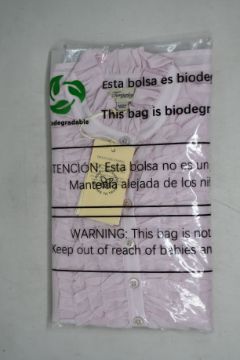 Esta bolsa es biodeg
This bag is biodegr
odegradable
TENCIÓN: Esta bolsa no es un
Mantenla alejada de los ni
WARNING: This bag is not
Keep out of reach of babies an